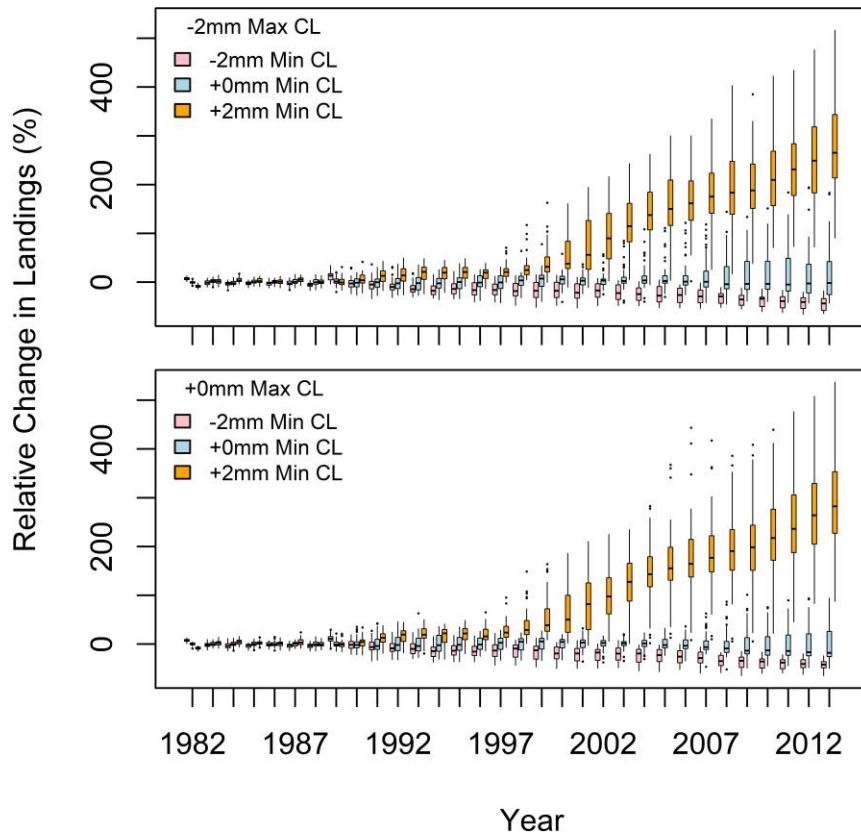 Relative Change in Landings (%)
-2mm Max CL
-2mm Min CL
+0mm Min CL
+2mm Min CL
400
200
0
+0mm Max CL
-2mm Min CL
+0mm Min CL
+2mm Min CL
400
200
0
1982 1987 1992 1997 2002 2007 2012
Year